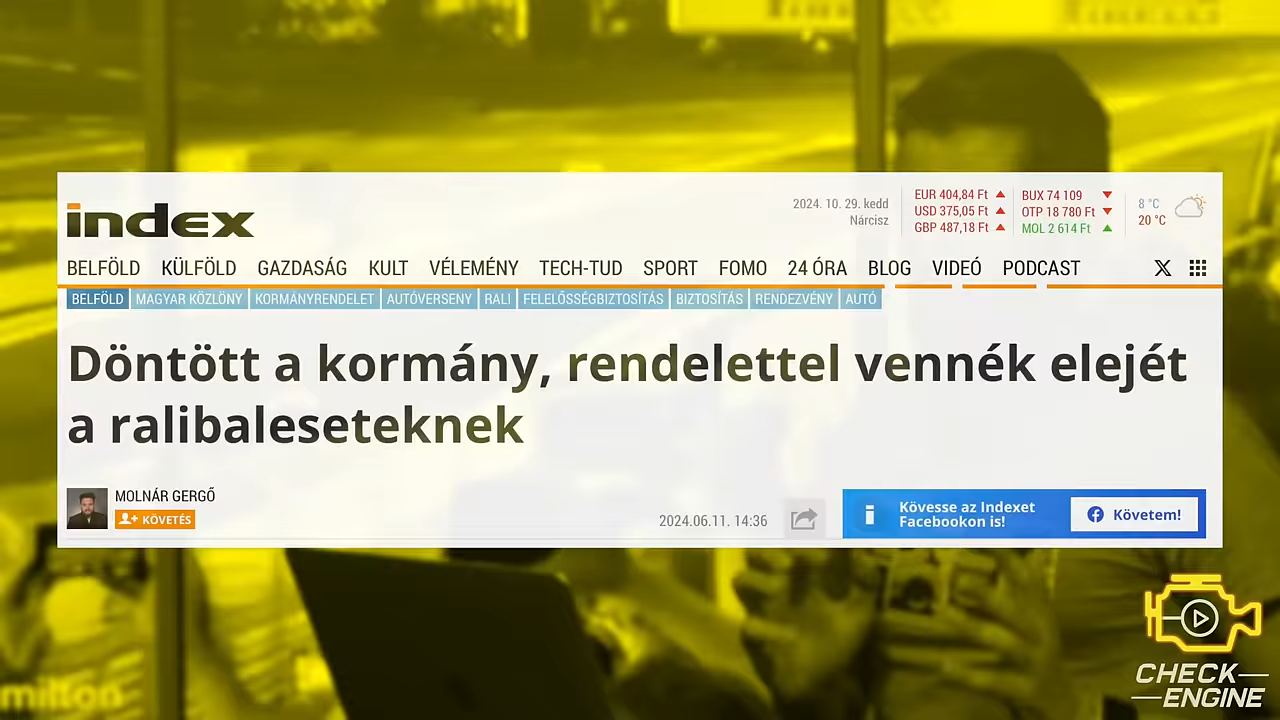 index
2024. 10. 29. kedd
Nárcisz
EUR 404,84 Ft
USD 375,05 Ft
GBP 487,18 Ft
BUX 74 109
OTP 18 780 Ft
MOL 2 614 Ft
8 °C
20 °C
BELFÖLD KÜLFÖLD GAZDASÁG KULT VÉLEMÉNY TECH-TUD SPORT FOMO 24 ÓRA BLOG VIDEÓ PODCAST X
BELFÖLD MAGYAR KÖZLÖNY KORMÁNYRENDELET AUTÓVERSENY RALI FELELŐSSÉGBIZTOSÍTÁS BIZTOSÍTÁS RENDEZVÉNY AUTÓ
Döntött a kormány, rendelettel vennék elejét
a ralibaleseteknek
MOLNÁR GERGŐ
KÖVETÉS
2024.06.11. 14:36
Kövesse az Indexet
Facebookon is!
Követem!
milton
CHECK
ENGINE